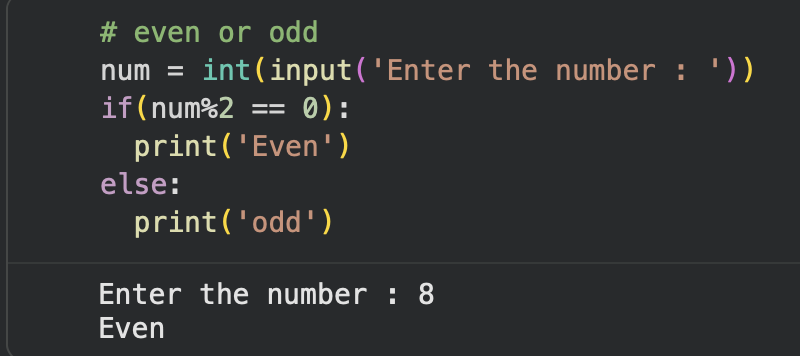 # even or odd
num = int(input('Enter the number : '))
if(num%2 == 0):
  print('Even')
else:
  print('odd')
Enter the number : 8
Even